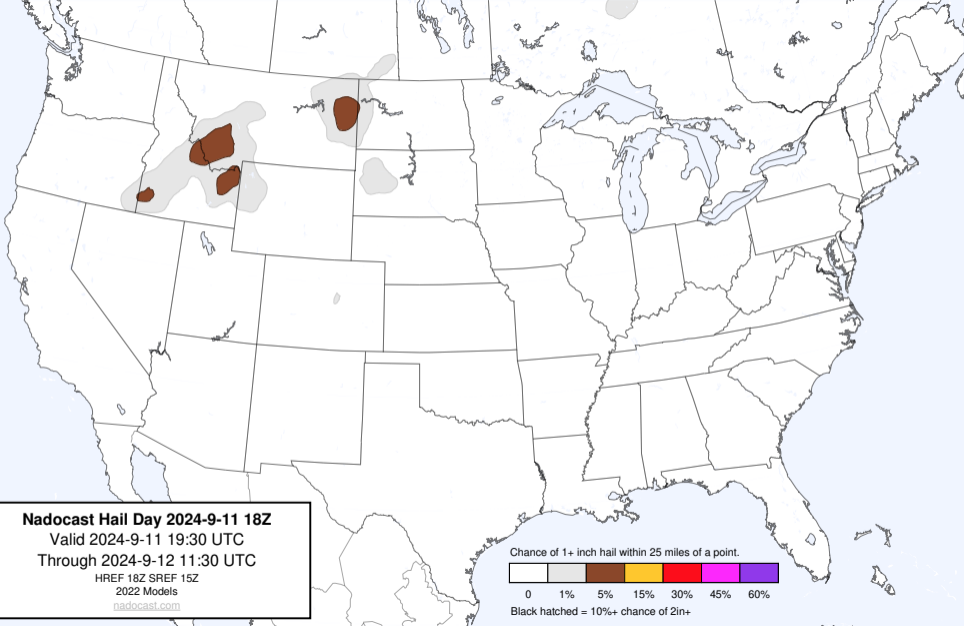 Nadocast Hail Day 2024-9-11 18Z
Valid 2024-9-11 19:30 UTC
Through 2024-9-12 11:30 UTC
HREF 18Z SREF 15Z
2022 Models
nadocast.com
Chance of 1+ inch hail within 25 miles of a point.
0 1% 5% 15% 30% 45% 60%
Black hatched = 10%+ chance of 2in+